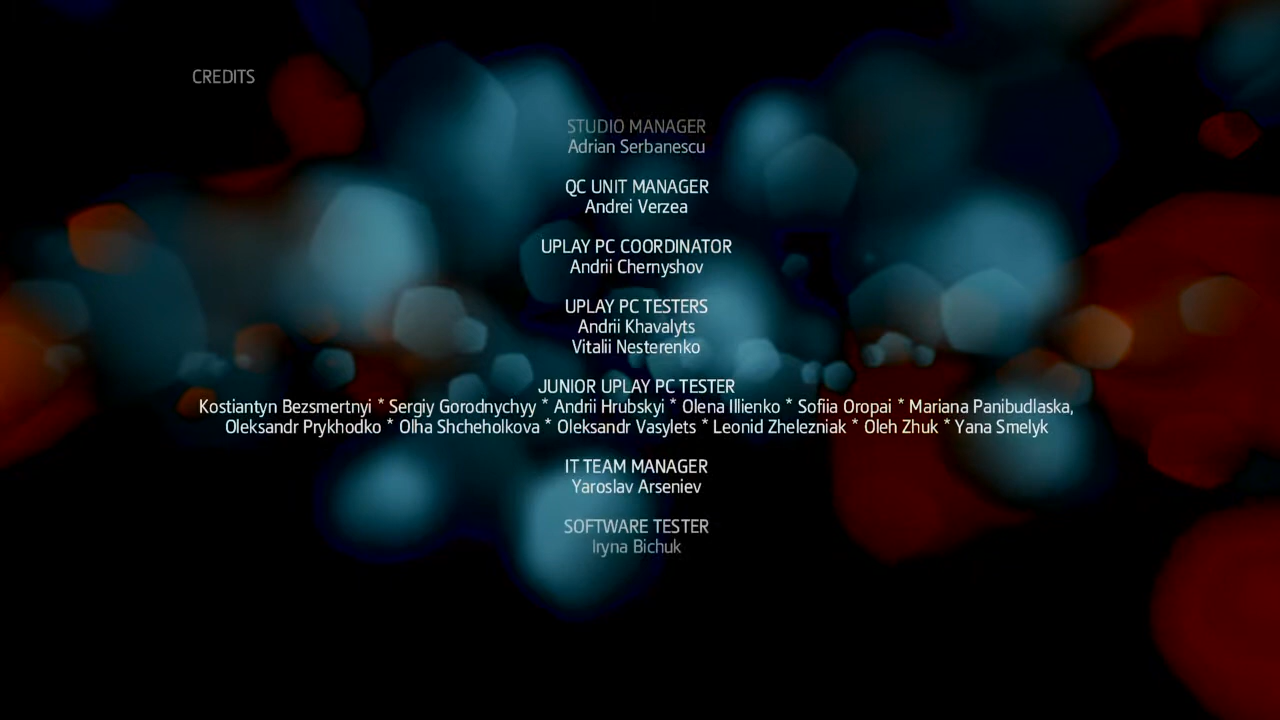 CREDITS
STUDIO MANAGER
Adrian Serbanescu
QC UNIT MANAGER
Andrei Verzea
UPLAY PC COORDINATOR
Andrii Chernyshov
UPLAY PC TESTERS
Andrii Khavalyts
Vitalii Nesterenko
JUNIOR UPLAY PC TESTER
Kostiantyn Bezsmertnyi * Sergiy Gorodnychyy * Andrii Hrubskyi * Olena Illienko * Sofiia Oropai * Mariana Panibudlaska,
Oleksandr Prykhodko * Olha Shcheholkova * Oleksandr Vasylets * Leonid Zhelezniak * Oleh Zhuk * Yana Smelyk
IT TEAM MANAGER
Yaroslav Arseniev
SOFTWARE TESTER
Iryna Bichuk